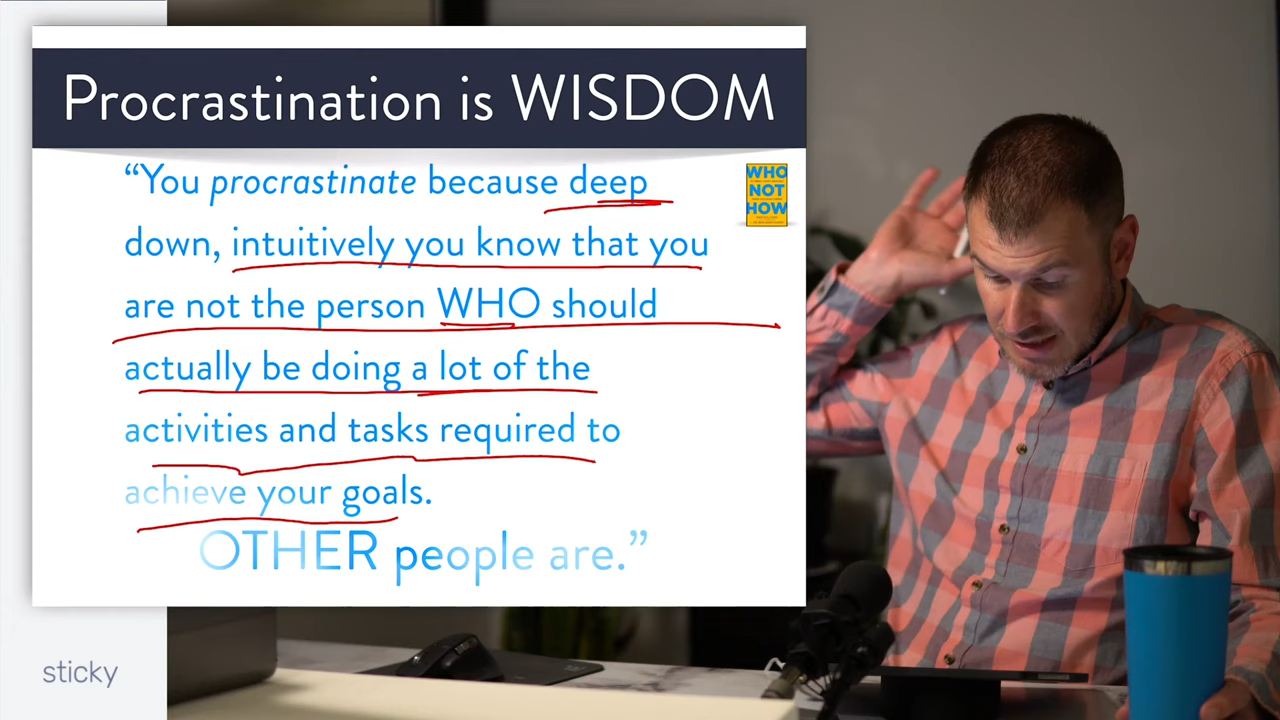 Procrastination is WISDOM
“You procrastinate because deep
down, intuitively you know that you
are not the person WHO should
actually be doing a lot of the
activities and tasks required to
achieve your goals.
OTHER people are.”
WHO
NOT
HOW
sticky